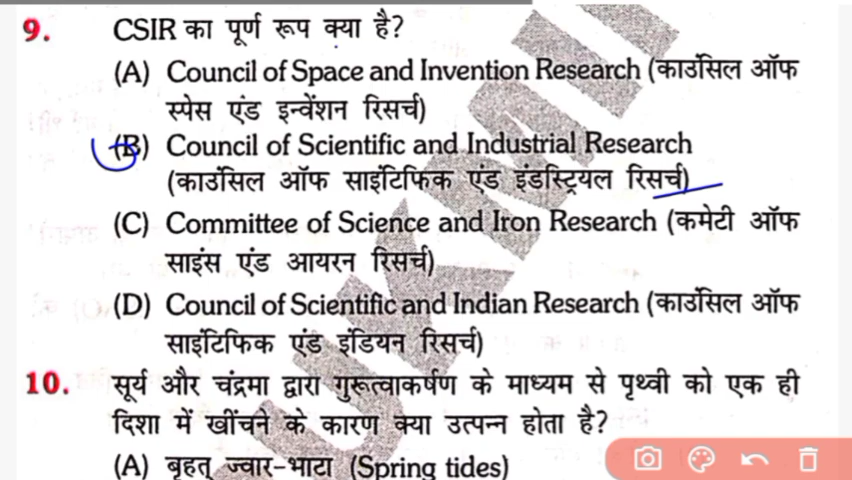 9. CSIR का पूर्ण रूप क्या है?
(A) Council of Space and Invention Research (काउंसिल ऑफ
स्पेस एंड इन्वेंशन रिसर्च)
(B) Council of Scientific and Industrial Research
(काउंसिल ऑफ साइंटिफिक एंड इंडस्ट्रियल रिसर्च)
(C) Committee of Science and Iron Research (कमेटी ऑफ
साइंस एंड आयरन रिसर्च)
(D) Council of Scientific and Indian Research (काउंसिल ऑफ
साइंटिफिक एंड इंडियन रिसर्च)
10. सूर्य और चंद्रमा द्वारा गुरूत्वाकर्षण के माध्यम से पृथ्वी को एक ही
दिशा में खींचने के कारण क्या उत्पन्न होता है?
(A) बृहत् ज्वार-भाटा (Spring tides)